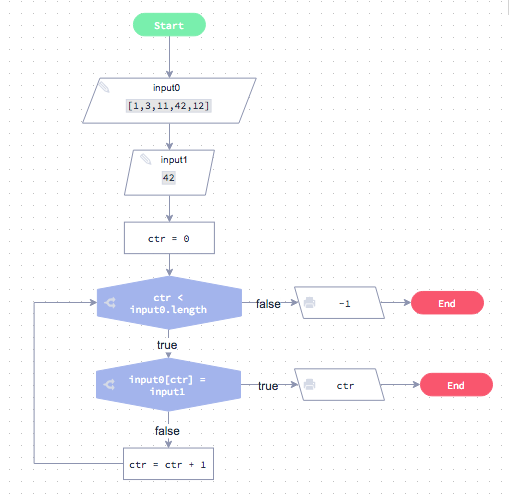 Start
input0
[1,3,11,42,12]
input1
42
ctr = 0
ctr <
input0.length
false
-1
End
true
input0[ctr] =
input1
true
ctr
End
false
ctr = ctr + 1